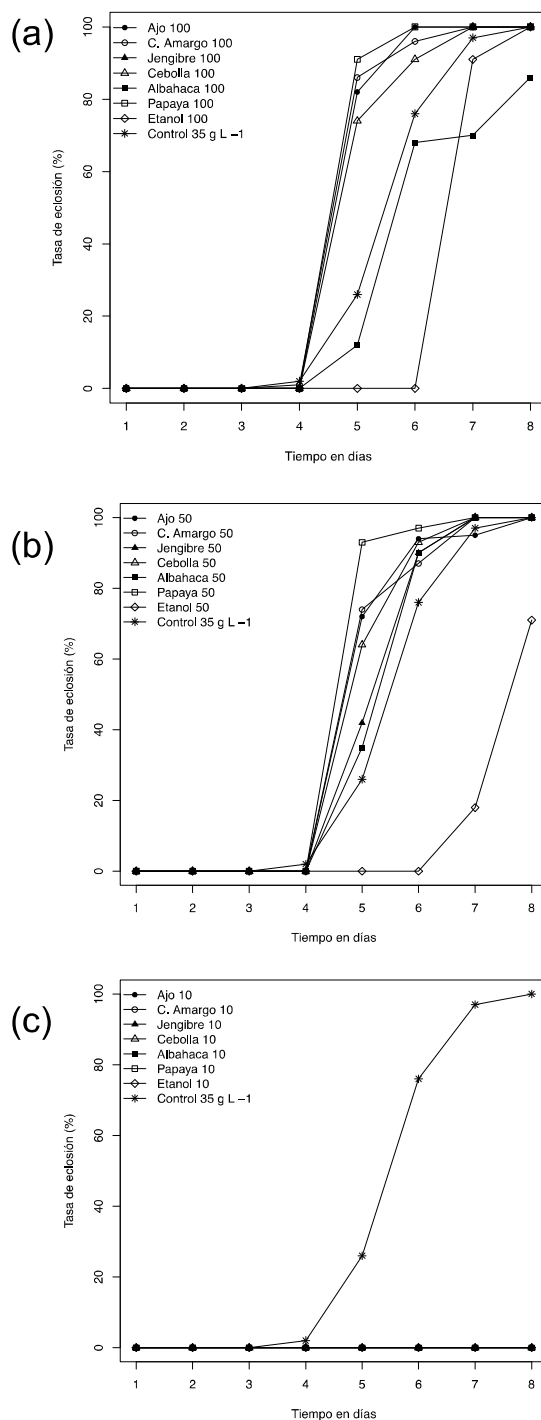 (a)
Ajo 100
C. Amargo 100
Jengibre 100
Cebolla 100
Albahaca 100
Papaya 100
Etanol 100
Control 35 g L −1
Tasa de eclosión (%)
100
80
60
40
20
0
1 2 3 4 5 6 7 8
Tiempo en días
(b)
Ajo 50
C. Amargo 50
Jengibre 50
Cebolla 50
Albahaca 50
Papaya 50
Etanol 50
Control 35 g L −1
Tasa de eclosión (%)
100
80
60
40
20
0
1 2 3 4 5 6 7 8
Tiempo en días
(c)
Ajo 10
C. Amargo 10
Jengibre 10
Cebolla 10
Albahaca 10
Papaya 10
Etanol 10
Control 35 g L −1
Tasa de eclosión (%)
100
80
60
40
20
0
1 2 3 4 5 6 7 8
Tiempo en días